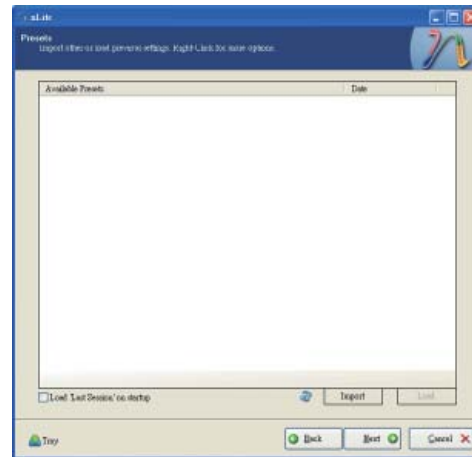 nLite
Presets
Import other or load previous settings. Right-Click for more options.
Available Presets Date
Load 'Last Session' on startup
Import Load
Tray
Back Next Cancel